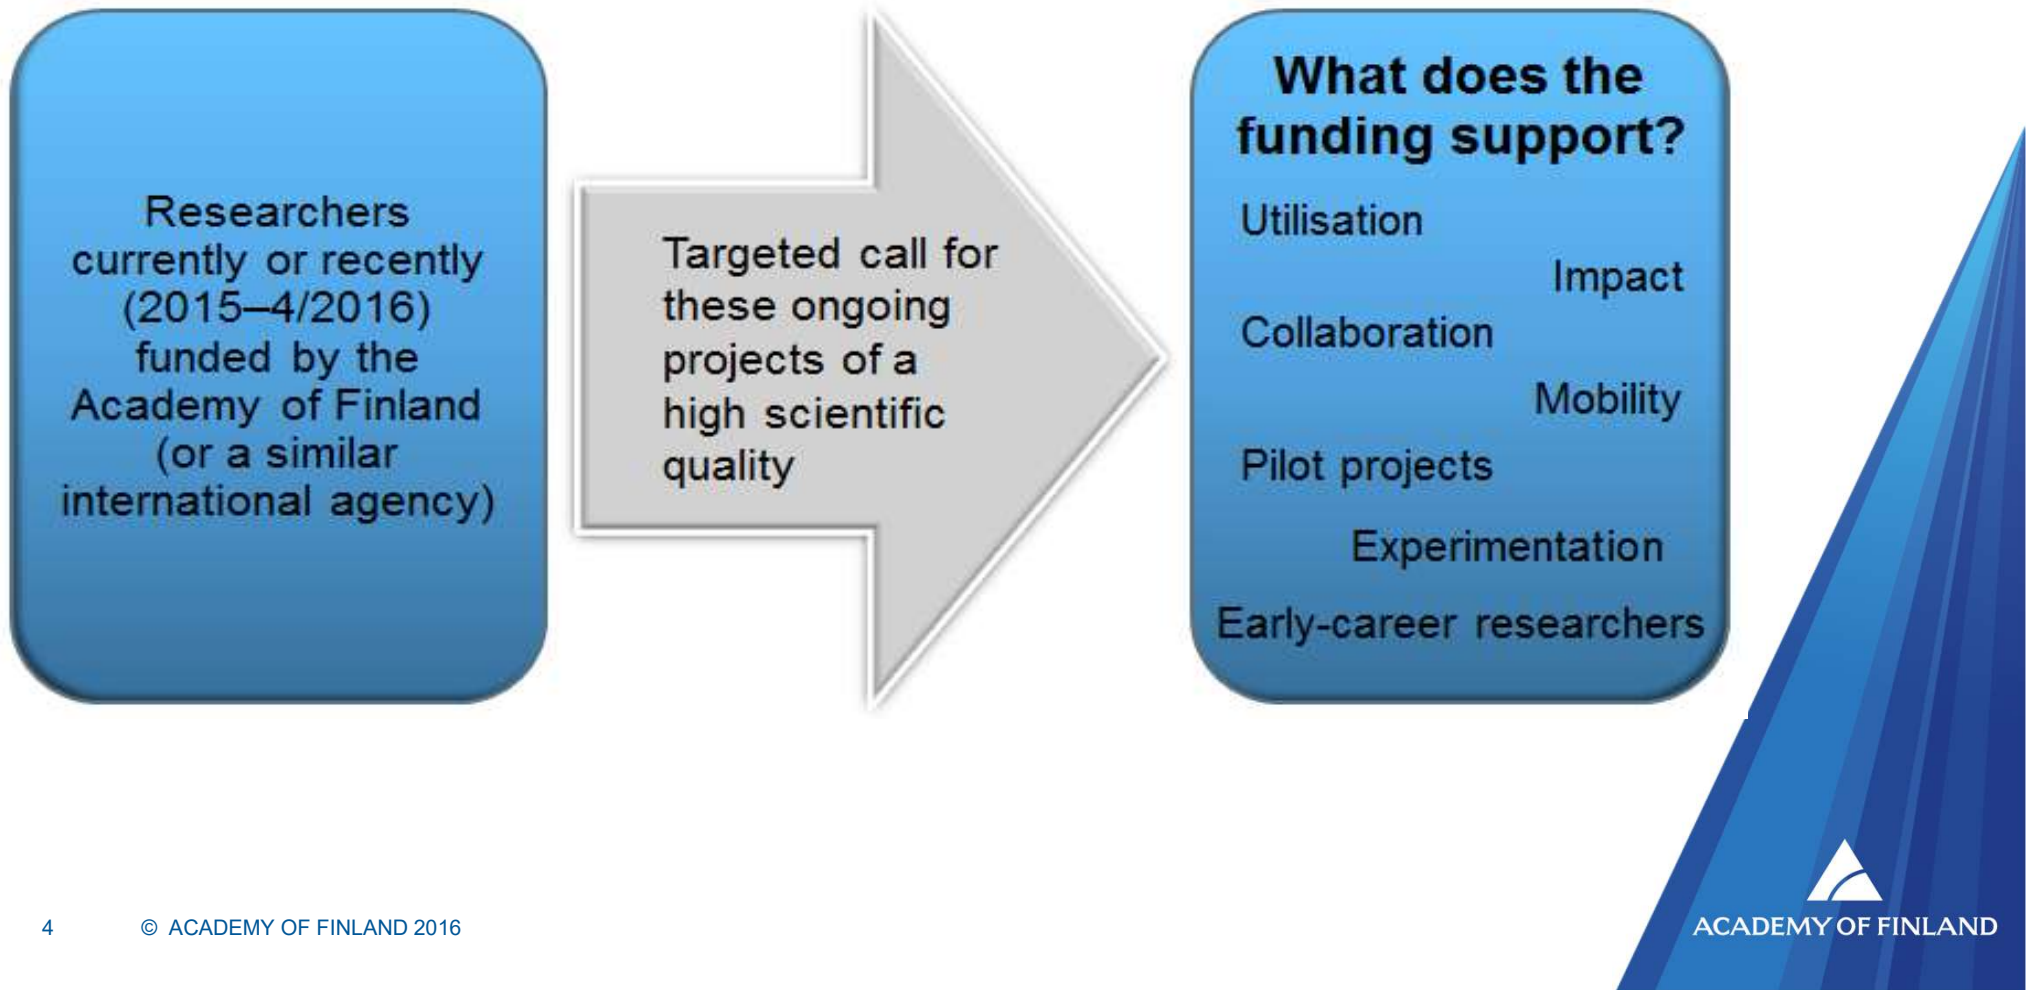 Researchers
currently or recently
(2015–4/2016)
funded by the
Academy of Finland
(or a similar
international agency)
Targeted call for
these ongoing
projects of a
high scientific
quality
What does the
funding support?
Utilisation
Impact
Collaboration
Mobility
Pilot projects
Experimentation
Early-career researchers
4 © ACADEMY OF FINLAND 2016
ACADEMY OF FINLAND